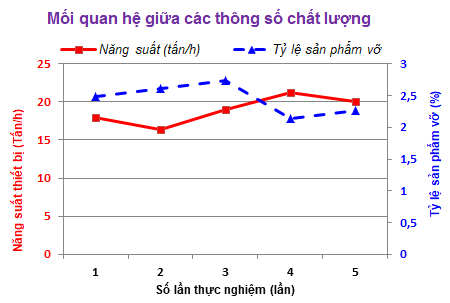 Mối quan hệ giữa các thông số chất lượng
Năng suất (tấn/h)
Tỷ lệ sản phẩm vỡ
Năng suất thiết bị (Tấn/h)
25
20
15
10
5
0
3
2,5
2
1,5
1
0,5
0
Tỷ lệ sản phẩm vỡ (%)
1 2 3 4 5
Số lần thực nghiệm (lần)